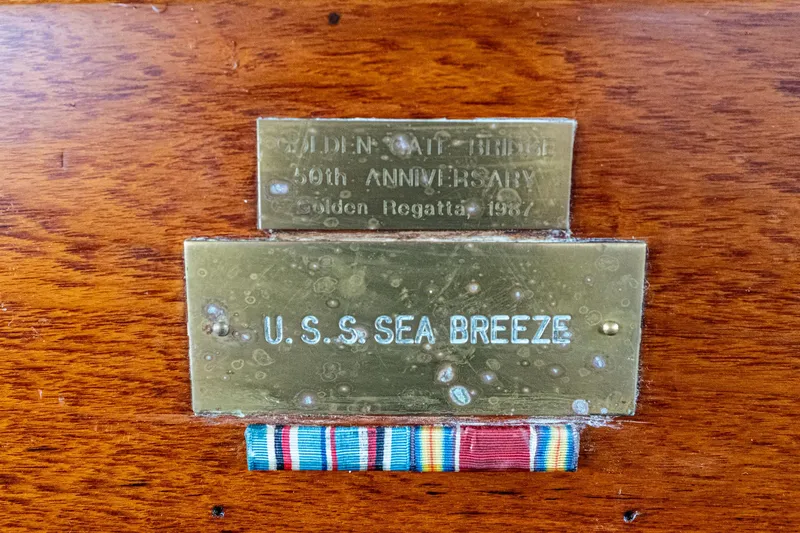 GOLDEN GATE BRIDGE
50th ANNIVERSARY
Golden Regatta, 1987
U.S.S. SEA BREEZE